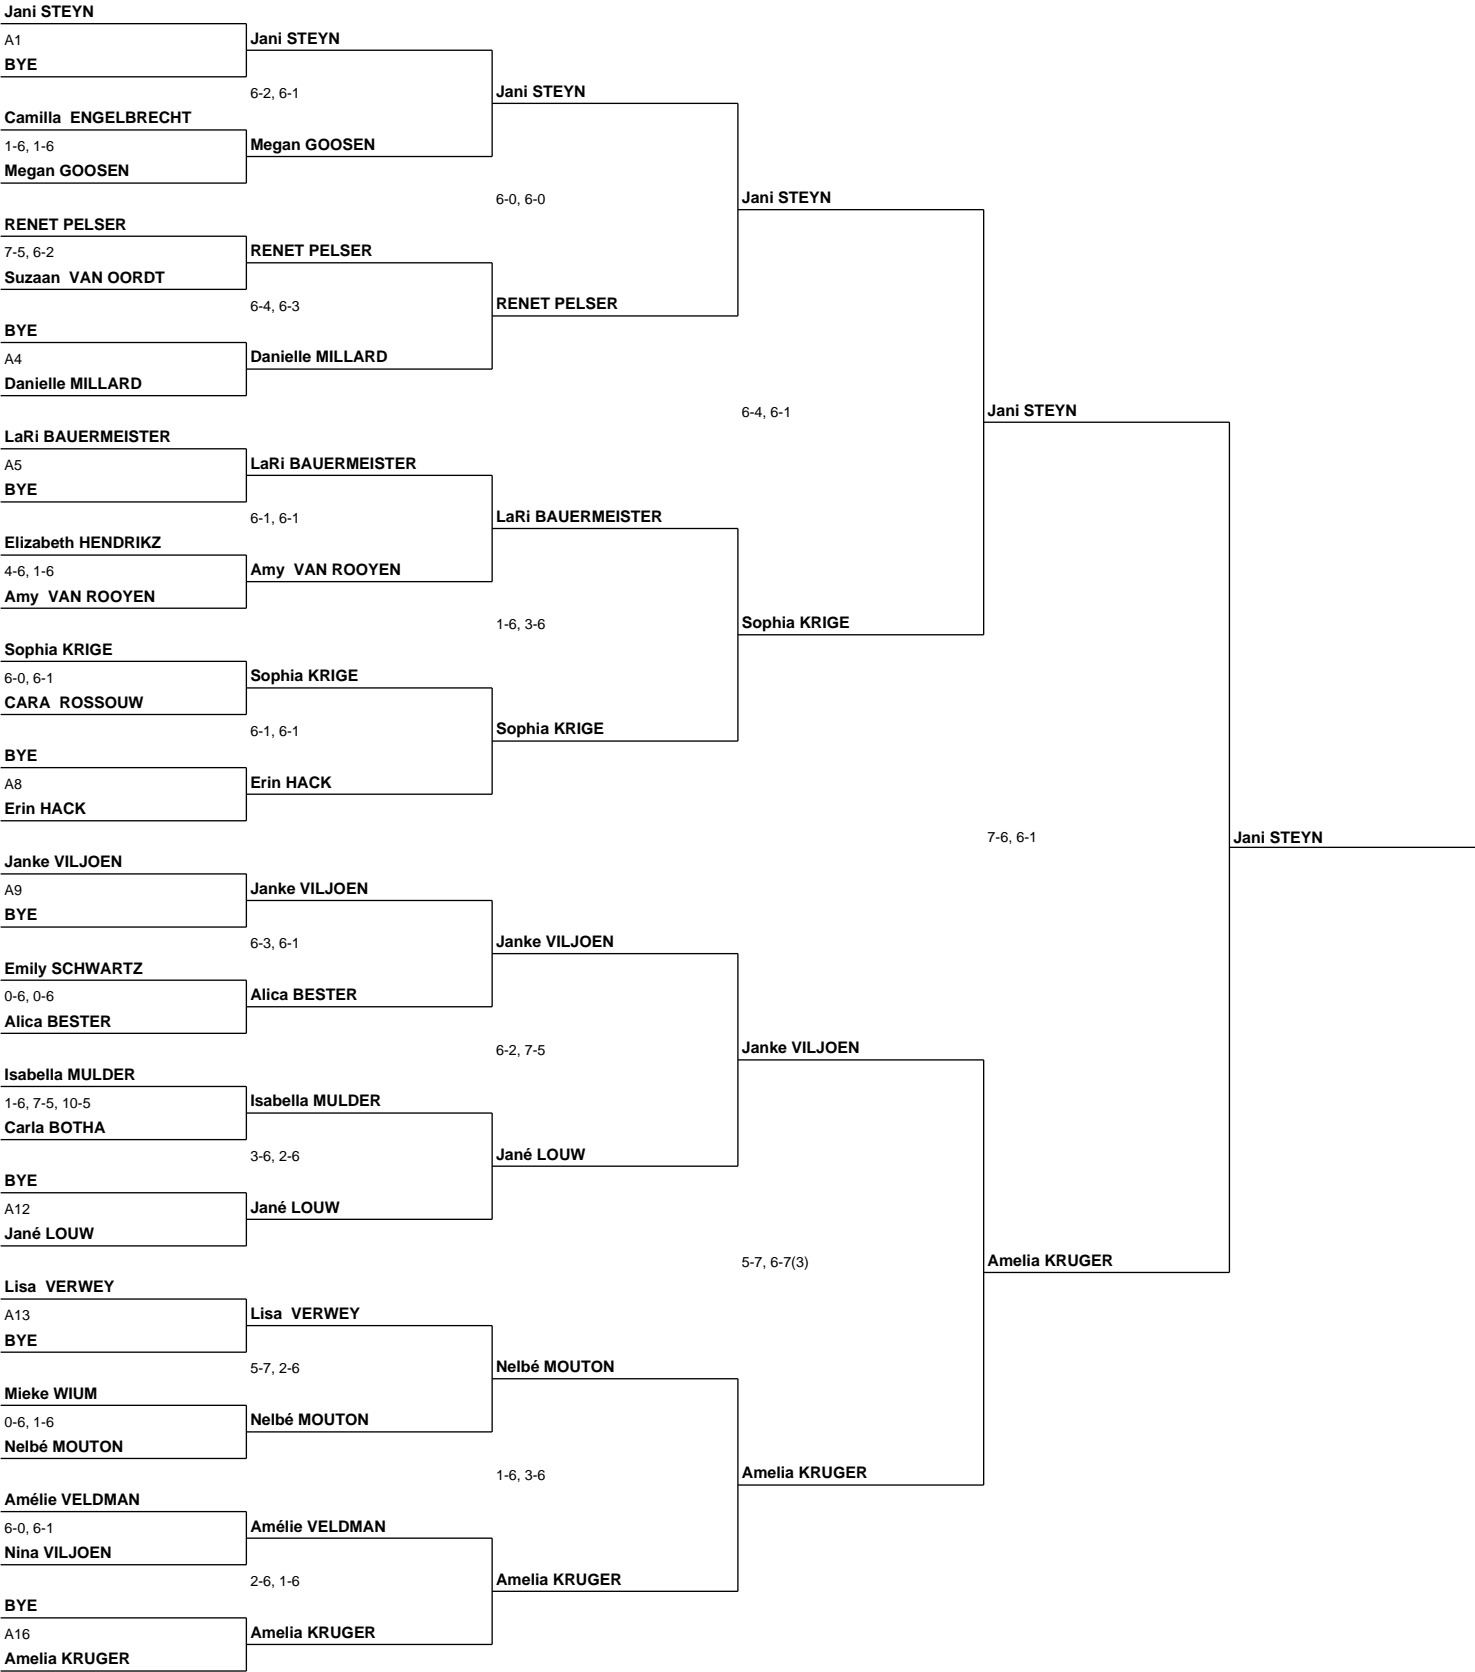 Jani STEYN
A1
BYE
Camilla  ENGELBRECHT
1-6, 1-6
Megan GOOSEN
RENET PELSER
7-5, 6-2
Suzaan  VAN OORDT
BYE
A4
Danielle MILLARD
LaRi BAUERMEISTER
A5
BYE
Elizabeth HENDRIKZ
4-6, 1-6
Amy  VAN ROOYEN
Sophia KRIGE
6-0, 6-1
CARA  ROSSOUW
BYE
A8
Erin HACK
Janke VILJOEN
A9
BYE
Emily SCHWARTZ
0-6, 0-6
Alica BESTER
Isabella MULDER
1-6, 7-5, 10-5
Carla BOTHA
BYE
A12
Jané LOUW
Lisa  VERWEY
A13
BYE
Mieke WIUM
0-6, 1-6
Nelbé MOUTON
Amélie VELDMAN
6-0, 6-1
Nina VILJOEN
BYE
A16
Amelia KRUGER
Jani STEYN
6-2, 6-1
Megan GOOSEN
RENET PELSER
6-4, 6-3
Danielle MILLARD
LaRi BAUERMEISTER
6-1, 6-1
Amy  VAN ROOYEN
Sophia KRIGE
6-1, 6-1
Erin HACK
Janke VILJOEN
6-3, 6-1
Alica BESTER
Isabella MULDER
3-6, 2-6
Jané LOUW
Lisa  VERWEY
5-7, 2-6
Nelbé MOUTON
Amélie VELDMAN
2-6, 1-6
Amelia KRUGER
Jani STEYN
6-0, 6-0
RENET PELSER
LaRi BAUERMEISTER
1-6, 3-6
Sophia KRIGE
Janke VILJOEN
6-2, 7-5
Jané LOUW
Nelbé MOUTON
1-6, 3-6
Amelia KRUGER
Jani STEYN
6-4, 6-1
Sophia KRIGE
Janke VILJOEN
5-7, 6-7(3)
Amelia KRUGER
Jani STEYN
7-6, 6-1
Amelia KRUGER
Jani STEYN